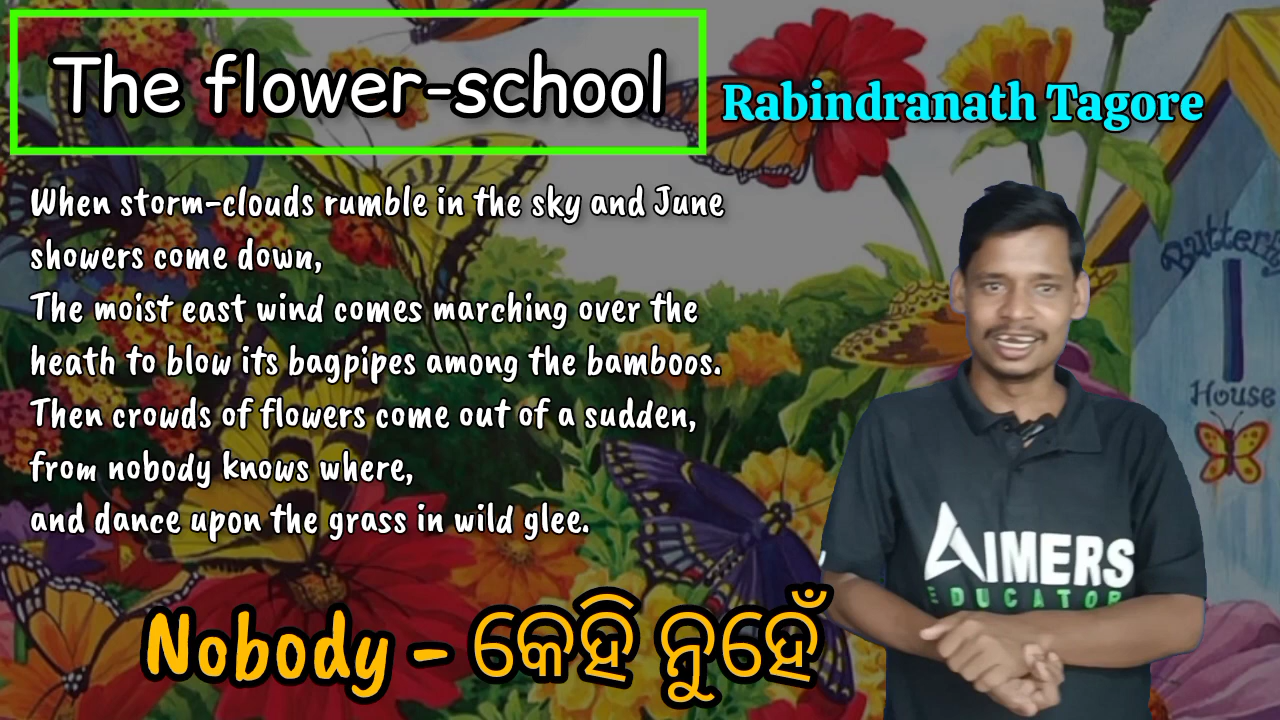 The flower-school
Rabindranath Tagore
When storm-clouds rumble in the sky and June
showers come down,
The moist east wind comes marching over the
heath to blow its bagpipes among the bamboos.
Then crowds of flowers come out of a sudden,
from nobody knows where,
and dance upon the grass in wild glee.
Butterfly
House
AIMERS
EDUCATOR
Nobody - କେହି ନୁହେଁ